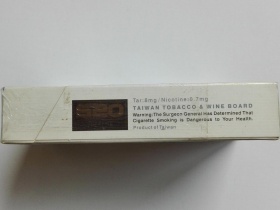 520
Tar:8mg/Nicotine:0.7mg
TAIWAN TOBACCO & WINE BOARD
Warning:The Surgeon General Has Determined That
Cigarette Smoking is Dangerous to Your Health.
Product of Taiwan